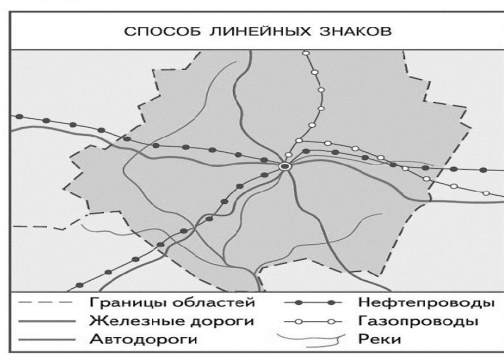 СПОСОБ ЛИНЕЙНЫХ ЗНАКОВ
Границы областей
Нефтепроводы
Железные дороги
Газопроводы
Автодороги
Реки